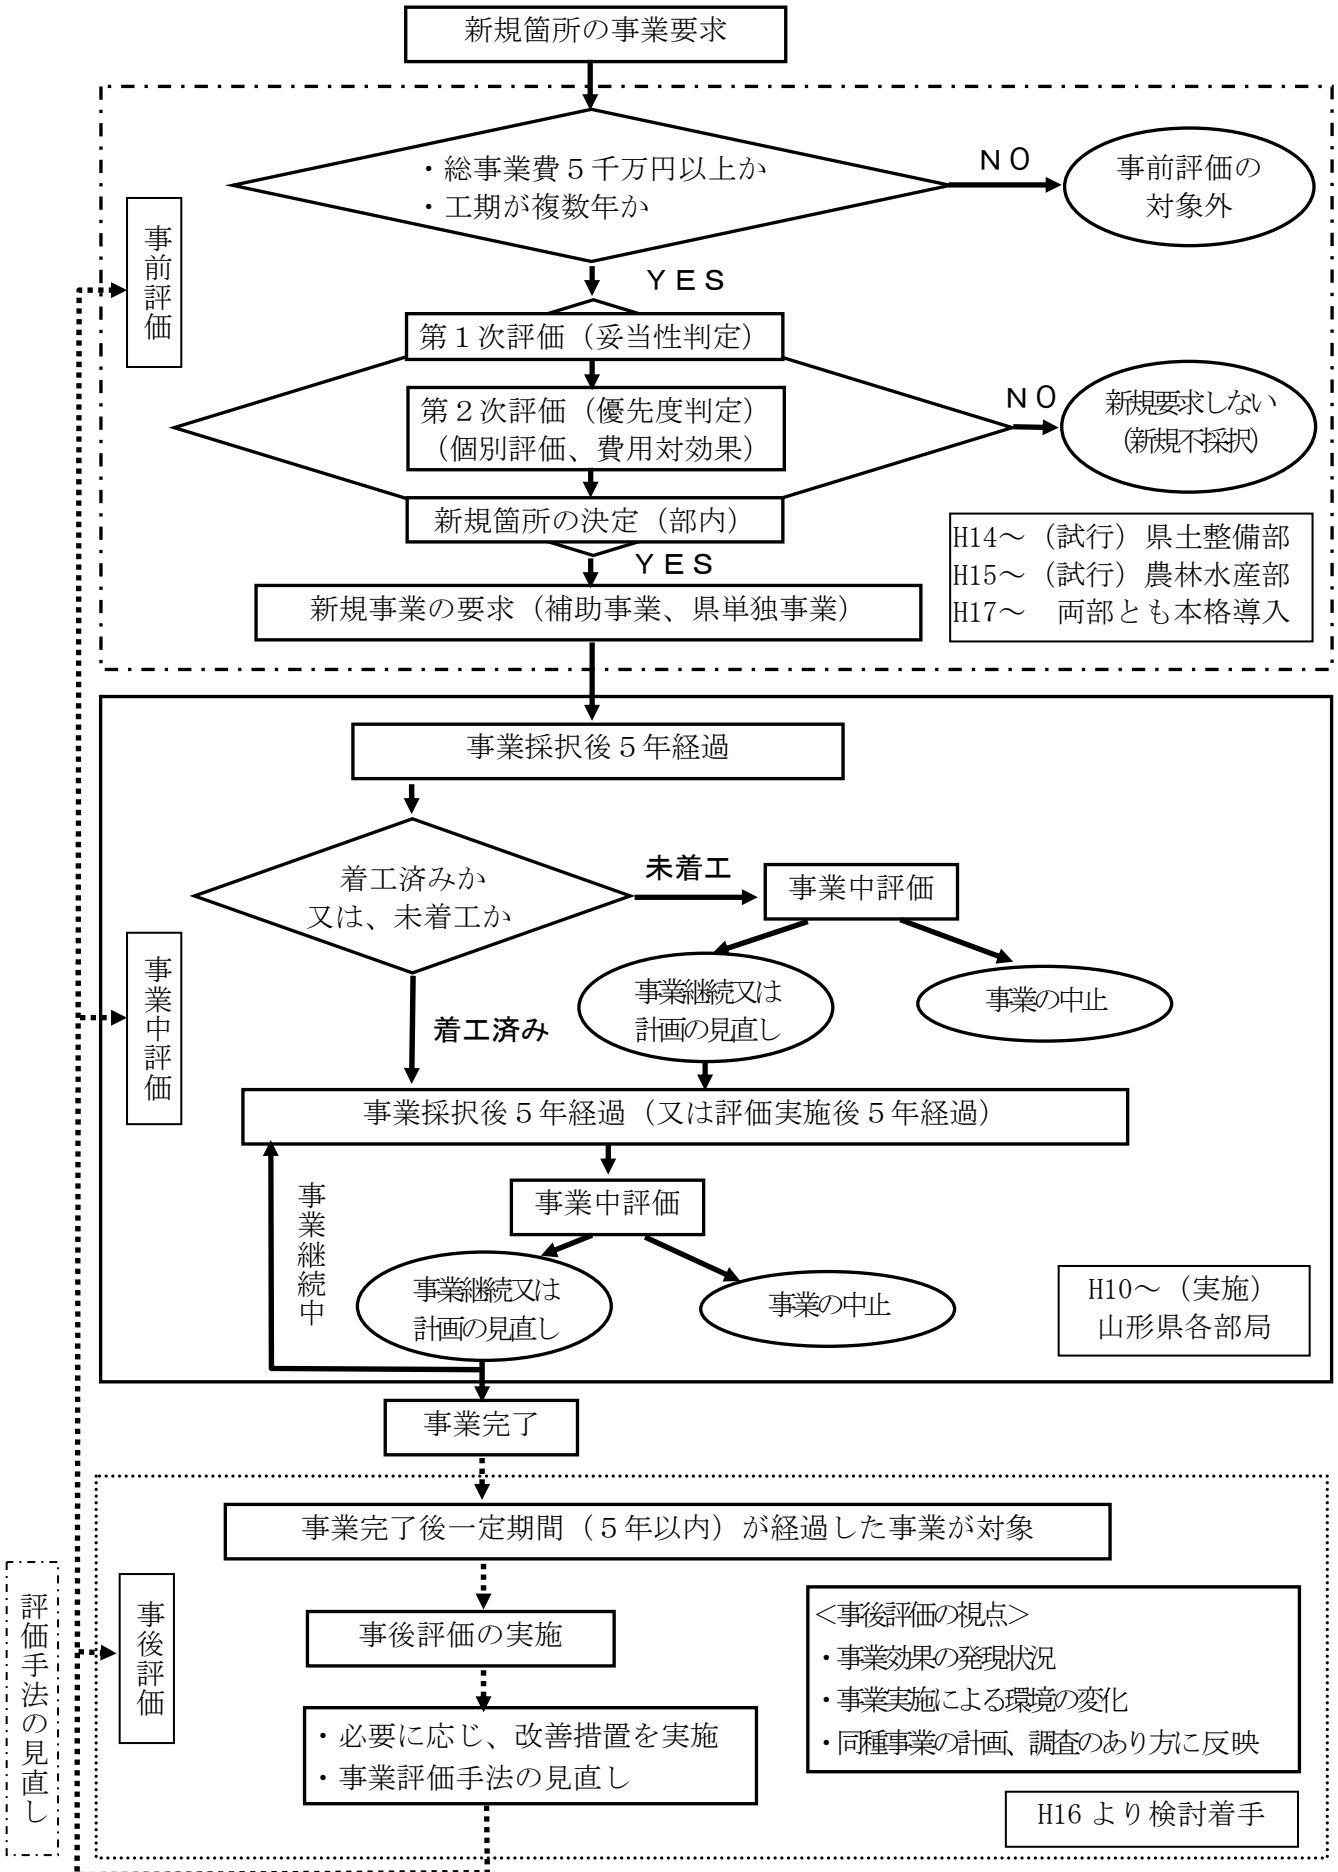 新規箇所の事業要求
・総事業費５千万円以上か
・工期が複数年か
ＮＯ
事前評価の
対象外
事前評価
ＹＥＳ
第１次評価（妥当性判定）
第２次評価（優先度判定）
（個別評価、費用対効果）
新規箇所の決定（部内）
ＮＯ
新規要求しない
（新規不採択）
ＹＥＳ
新規事業の要求（補助事業、県単独事業）
H14～（試行）県土整備部
H15～（試行）農林水産部
H17～　両部とも本格導入
事業採択後５年経過
着工済みか
又は、未着工か
未着工
事業中評価
事業継続又は
計画の見直し
事業の中止
事業中評価
着工済み
事業採択後５年経過（又は評価実施後５年経過）
事業中評価
事業継続中
事業継続又は
計画の見直し
事業の中止
H10～（実施）
山形県各部局
事業完了
事業完了後一定期間（５年以内）が経過した事業が対象
評価手法の見直し
事後評価
事後評価の実施
・必要に応じ、改善措置を実施
・事業評価手法の見直し
＜事後評価の視点＞
・事業効果の発現状況
・事業実施による環境の変化
・同種事業の計画、調査のあり方に反映
H16 より検討着手